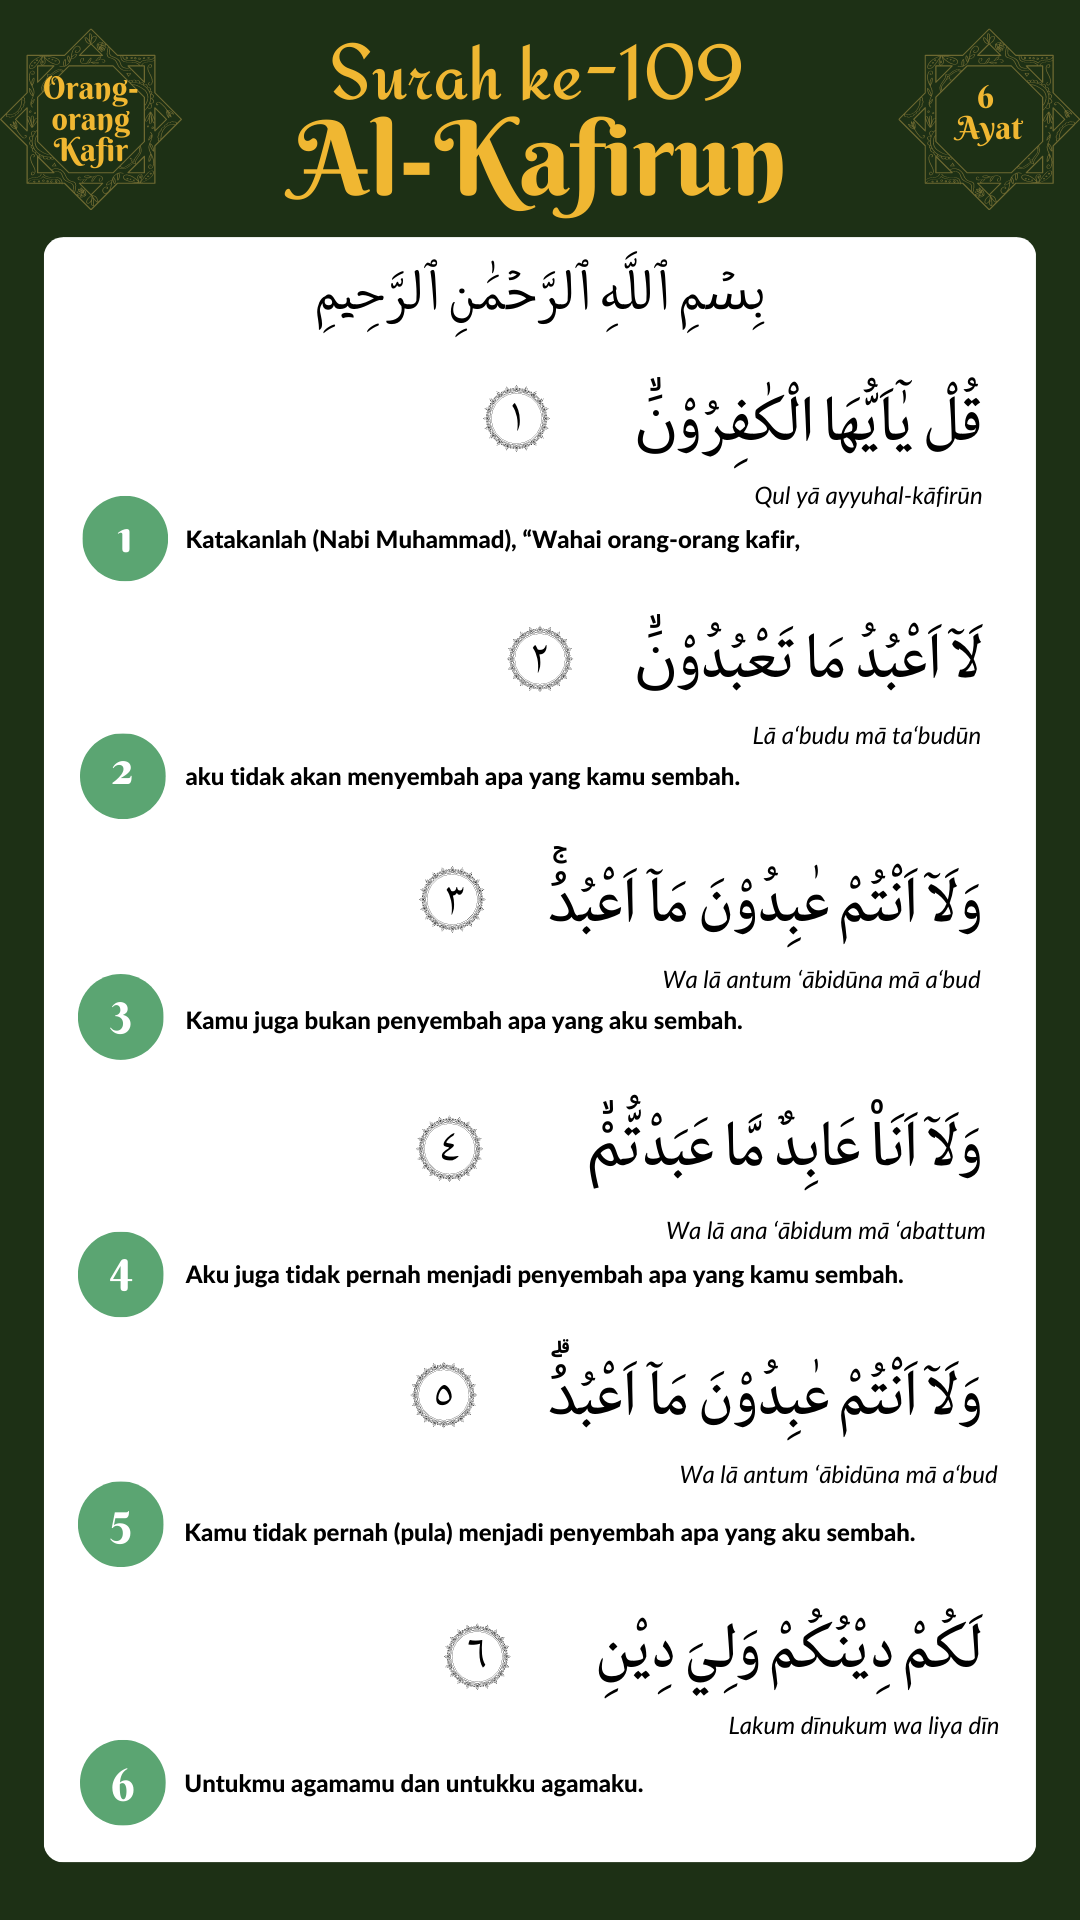 Orang-
orang
Kafir
Surah ke-109
Al-Kafirun
6
Ayat
بِسْمِ ٱللَّهِ ٱلرَّحْمَٰنِ ٱلرَّحِيمِ
قُلْ يٰٓاَيُّهَا الْكٰفِرُوْنَۙ ١
Qul yā ayyuhal-kāfirūn
1 Katakanlah (Nabi Muhammad), “Wahai orang-orang kafir,
لَآ اَعْبُدُ مَا تَعْبُدُوْنَۙ ٢
Lā a‘budu mā ta‘budūn
2 aku tidak akan menyembah apa yang kamu sembah.
وَلَآ اَنْتُمْ عٰبِدُوْنَ مَآ اَعْبُدُۚ ٣
Wa lā antum ‘ābidūna mā a‘bud
3 Kamu juga bukan penyembah apa yang aku sembah.
وَلَآ اَنَا۠ عَابِدٌ مَّا عَبَدْتُّمْۙ ٤
Wa lā ana ‘ābidum mā ‘abattum
4 Aku juga tidak pernah menjadi penyembah apa yang kamu sembah.
وَلَآ اَنْتُمْ عٰبِدُوْنَ مَآ اَعْبُدُۗ ٥
Wa lā antum ‘ābidūna mā a‘bud
5 Kamu tidak pernah (pula) menjadi penyembah apa yang aku sembah.
لَكُمْ دِيْنُكُمْ وَلِيَ دِيْنِ ٦
Lakum dīnukum wa liya dīn
6 Untukmu agamamu dan untukku agamaku.